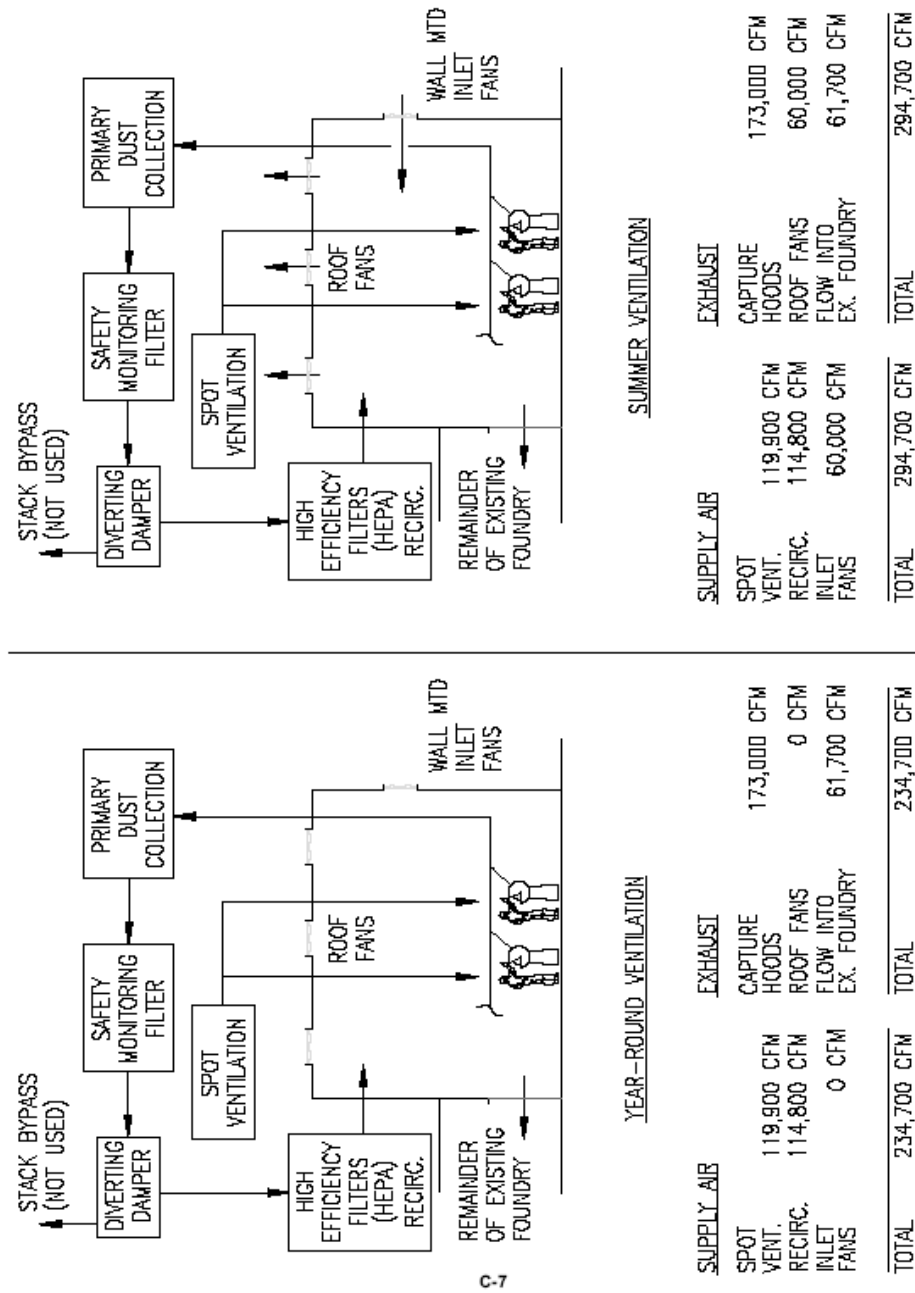 STACK BYPASS
(NOT USED)
DIVERTING
DAMPER
SAFETY
MONITORING
FILTER
PRIMARY
DUST
COLLECTION
SPOT
VENTILATION
HIGH
EFFICIENCY
FILTERS
(HEPA)
RECIRC.
ROOF
FANS
WALL MTD
INLET
FANS
REMAINDER
OF EXISTING
FOUNDRY
YEAR-ROUND VENTILATION
SUPPLY AIR
SPOT
VENT. 119,900 CFM
RECIRC. 114,800 CFM
INLET
FANS 0 CFM
TOTAL 234,700 CFM
EXHAUST
CAPTURE
HOODS 173,000 CFM
ROOF FANS 0 CFM
FLOW INTO
EX. FOUNDRY 61,700 CFM
TOTAL 234,700 CFM
STACK BYPASS
(NOT USED)
DIVERTING
DAMPER
SAFETY
MONITORING
FILTER
PRIMARY
DUST
COLLECTION
SPOT
VENTILATION
HIGH
EFFICIENCY
FILTERS
(HEPA)
RECIRC.
ROOF
FANS
WALL MTD
INLET
FANS
REMAINDER
OF EXISTING
FOUNDRY
SUMMER VENTILATION
SUPPLY AIR
SPOT
VENT. 119,900 CFM
RECIRC. 114,800 CFM
INLET
FANS 60,000 CFM
TOTAL 294,700 CFM
EXHAUST
CAPTURE
HOODS 173,000 CFM
ROOF FANS 60,000 CFM
FLOW INTO
EX. FOUNDRY 61,700 CFM
TOTAL 294,700 CFM
C-7